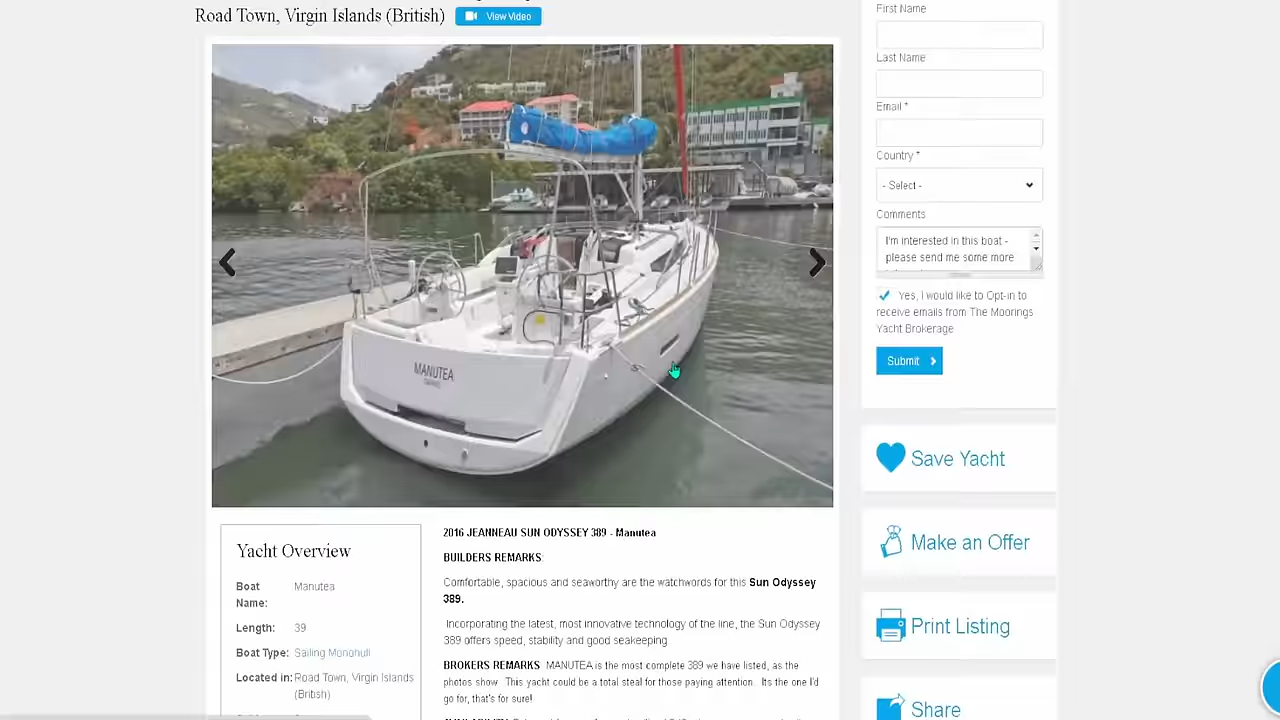 Road Town, Virgin Islands (British)
View Video
MANUTEA
First Name
Last Name
Email *
Country *
- Select -
Comments
I'm interested in this boat -
please send me some more
Yes, I would like to Opt-in to
receive emails from The Moorings
Yacht Brokerage
Submit
Save Yacht
Make an Offer
Print Listing
Share
Yacht Overview
Boat Name: Manutea
Length: 39
Boat Type: Sailing Monohull
Located in: Road Town, Virgin Islands
(British)
2016 JEANNEAU SUN ODYSSEY 389 - Manutea
BUILDERS REMARKS:
Comfortable, spacious and seaworthy are the watchwords for this Sun Odyssey
389.
Incorporating the latest, most innovative technology of the line, the Sun Odyssey
389 offers speed, stability and good seakeeping.
BROKERS REMARKS: MANUTEA is the most complete 389 we have listed, as the
photos show. This yacht could be a total steal for those paying attention. Its the one I'd
go for, that's for sure!